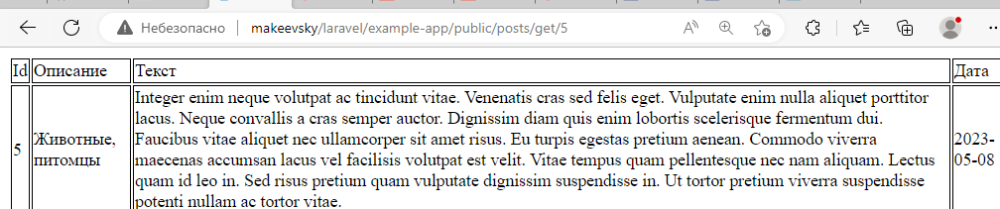 Небезопасно makeevsky/laravel/example-app/public/posts/get/5
Id Описание Текст Дата
5
Животные,
питомцы
Integer enim neque volutpat ac tincidunt vitae. Venenatis cras sed felis eget. Vulputate enim nulla aliquet porttitor
lacus. Neque convallis a cras semper auctor. Dignissim diam quis enim lobortis scelerisque fermentum dui.
Faucibus vitae aliquet nec ullamcorper sit amet risus. Eu turpis egestas pretium aenean. Commodo viverra
maecenas accumsan lacus vel facilisis volutpat est velit. Vitae tempus quam pellentesque nec nam aliquam. Lectus
quam id leo in. Sed risus pretium quam vulputate dignissim suspendisse in. Ut tortor pretium viverra suspendisse
potenti nullam ac tortor vitae.
2023-
05-08